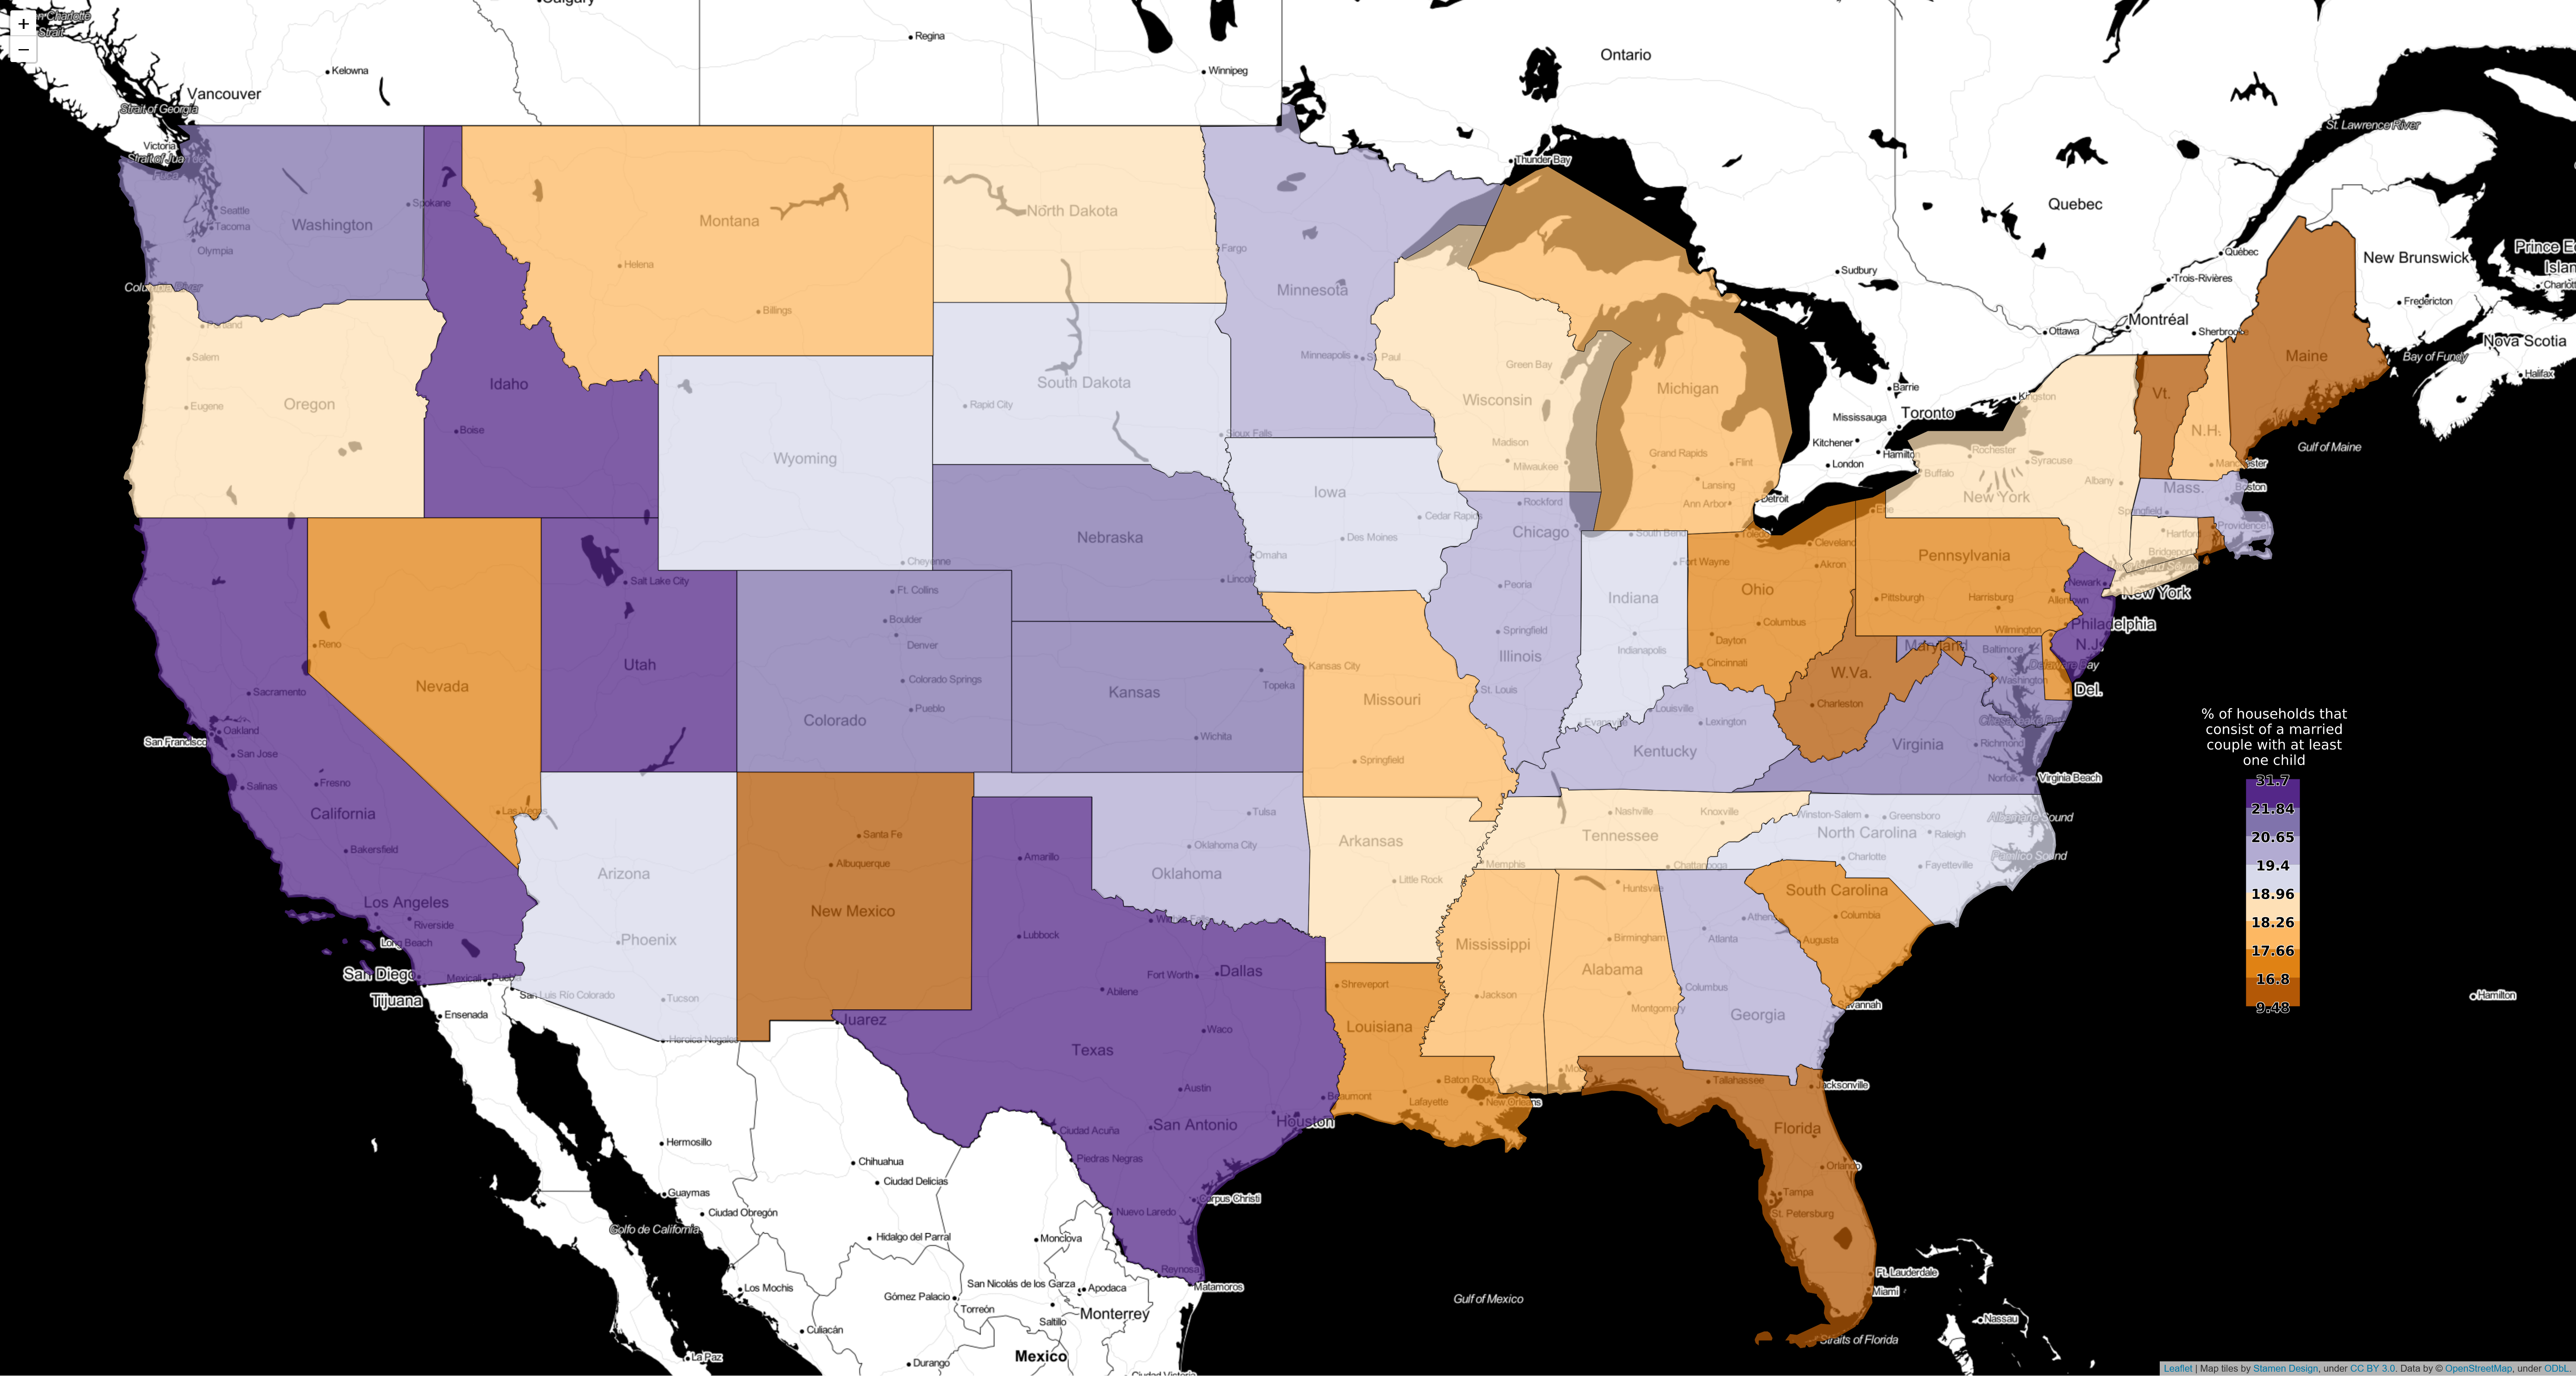 +
−
Calgary
Regina
Kelowna
Winnipeg
Ontario
Vancouver
Strait of Georgia
Victoria
Strait of Juan de
Fuca
Thunder Bay
St. Lawrence River
Quebec
Seattle
Tacoma
Olympia
Washington
Spokane
Montana
Helena
Billings
North Dakota
Fargo
Minnesota
Minneapolis
St. Paul
Sudbury
Québec
Trois-Rivières
New Brunswick
Fredericton
Prince E
Islan
Charlott
Montréal
Sherbrooke
Ottawa
Nova Scotia
Halifax
Bay of Fundy
Maine
Gulf of Maine
Columbia River
Portland
Salem
Eugene
Oregon
Idaho
Boise
Wyoming
Cheyenne
South Dakota
Rapid City
Sioux Falls
Green Bay
Wisconsin
Madison
Milwaukee
Michigan
Grand Rapids
Flint
Lansing
Ann Arbor
Detroit
Barrie
Mississauga
Toronto
Kitchener
Hamilton
London
Kingston
Rochester
Syracuse
Buffalo
Albany
New York
Vt.
N.H.
Manchester
Mass.
Boston
Springfield
Providence
Hartford
Bridgeport
Long Island Sound
New York
Iowa
Cedar Rapids
Des Moines
Rockford
Chicago
South Bend
Toledo
Cleveland
Erie
Fort Wayne
Akron
Pennsylvania
Newark
Nebraska
Omaha
Lincoln
Peoria
Indiana
Ohio
Pittsburgh
Harrisburg
Allentown
Philadelphia
Wilmington
N.J.
Salt Lake City
Ft. Collins
Boulder
Denver
Springfield
Indianapolis
Columbus
Dayton
Cincinnati
Maryland
Baltimore
Delaware Bay
Washington
Del.
Reno
Utah
Nevada
Colorado Springs
Colorado
Pueblo
Kansas
Topeka
Wichita
Kansas City
Missouri
Springfield
Illinois
St. Louis
Evansville
Louisville
Lexington
Kentucky
W.Va.
Charleston
Chesapeake Bay
Virginia
Richmond
Norfolk
Virginia Beach
Sacramento
Oakland
San Francisco
San Jose
Salinas
Fresno
California
Bakersfield
Las Vegas
Los Angeles
Riverside
Long Beach
San Diego
Mexicali
Puebla
Tijuana
Ensenada
San Luis Río Colorado
Arizona
Phoenix
Tucson
Heroica Nogales
Santa Fe
Albuquerque
New Mexico
Juarez
Tulsa
Oklahoma City
Oklahoma
Wichita Falls
Amarillo
Lubbock
Fort Worth
Dallas
Abilene
Waco
Texas
Austin
San Antonio
Houston
Beaumont
Ciudad Acuña
Piedras Negras
Corpus Christi
Nuevo Laredo
Reynosa
Matamoros
Arkansas
Little Rock
Nashville
Knoxville
Tennessee
Memphis
Chattanooga
Winston-Salem
Greensboro
North Carolina
Raleigh
Charlotte
Fayetteville
Albemarle Sound
Pamlico Sound
Huntsville
Mississippi
Jackson
Birmingham
Alabama
Montgomery
Athens
Atlanta
Columbus
Georgia
South Carolina
Columbia
Augusta
Savannah
Shreveport
Louisiana
Baton Rouge
Lafayette
New Orleans
Mobile
Tallahassee
Jacksonville
Florida
Orlando
Tampa
St. Petersburg
Ft. Lauderdale
Miami
Straits of Florida
Nassau
Hamilton
Gulf of Mexico
Hermosillo
Chihuahua
Ciudad Delicias
Guaymas
Ciudad Obregón
Golfo de California
Hidalgo del Parral
Monclova
Los Mochis
San Nicolás de los Garza
Apodaca
Gómez Palacio
Torreón
Monterrey
Saltillo
Culiacán
Mexico
La Paz
Durango
Ciudad Victoria
% of households that
consist of a married
couple with at least
one child
31.7
21.84
20.65
19.4
18.96
18.26
17.66
16.8
9.48
Leaflet | Map tiles by Stamen Design, under CC BY 3.0. Data by © OpenStreetMap, under ODbL.